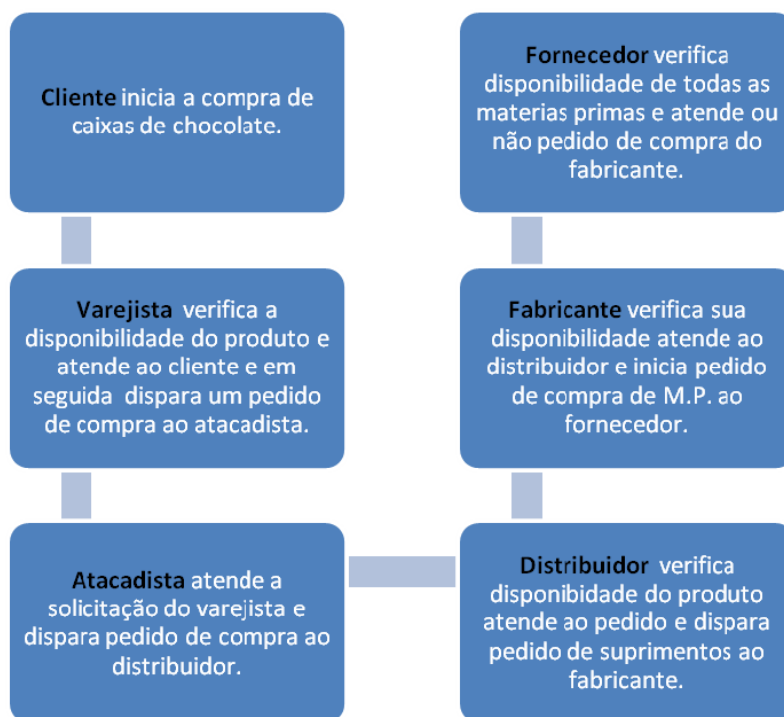 Cliente inicia a compra de
caixas de chocolate.
Varejista verifica a
disponibilidade do produto e
atende ao cliente e em
seguida dispara um pedido
de compra ao atacadista.
Atacadista atende a
solicitação do varejista e
dispara pedido de compra ao
distribuidor.
Distribuidor verifica
disponibidade do produto
atende ao pedido e dispara
pedido de suprimentos ao
fabricante.
Fabricante verifica sua
disponibilidade atende ao
distribuidor e inicia pedido
de compra de M.P. ao
fornecedor.
Fornecedor verifica
disponibilidade de todas as
materias primas e atende ou
não pedido de compra do
fabricante.